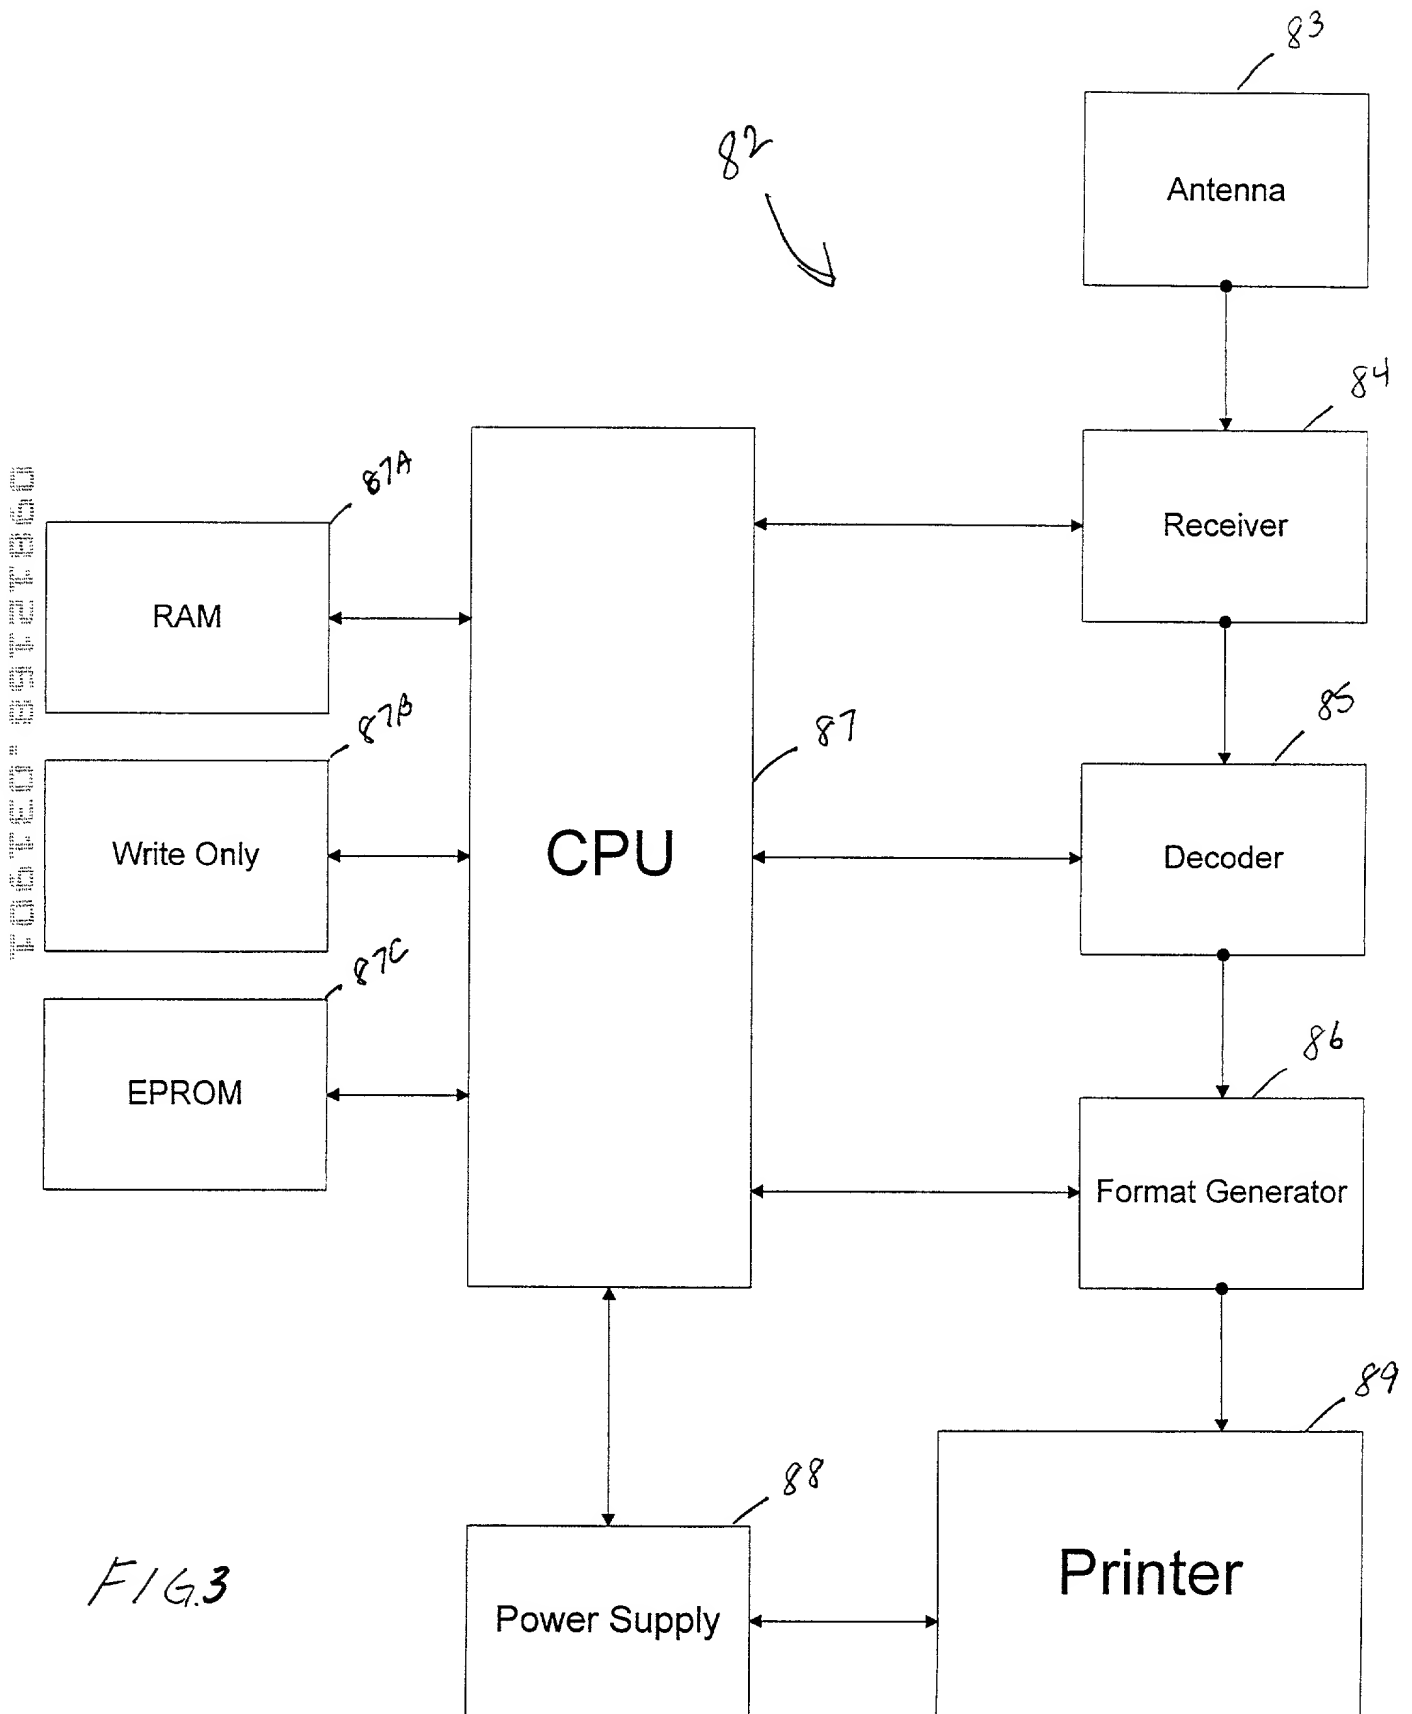 83
82
Antenna
84
87A
Receiver
RAM
87B
85
87
Write Only
CPU
Decoder
87C
86
EPROM
Format Generator
89
88
Printer
FIG.3
Power Supply